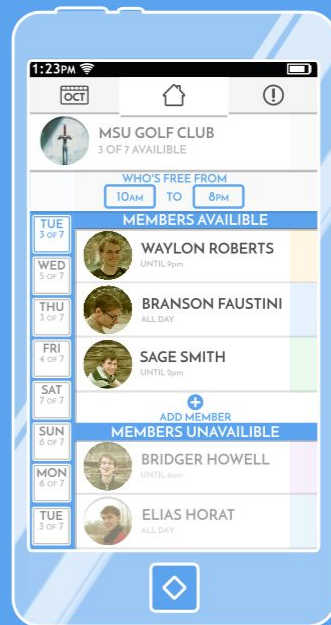 1:23PM
OCT
MSU GOLF CLUB
3 OF 7 AVAILIBLE
WHO'S FREE FROM
10AM TO 8PM
MEMBERS AVAILIBLE
TUE
3 OF 7
WED
5 OF 7
THU
3 OF 7
FRI
4 OF 7
SAT
7 OF 7
SUN
6 OF 7
MON
6 OF 7
TUE
3 OF 7
WAYLON ROBERTS
UNTIL 9pm
BRANSON FAUSTINI
ALL DAY
SAGE SMITH
UNTIL 2pm
ADD MEMBER
MEMBERS UNAVAILIBLE
BRIDGER HOWELL
UNTIL 6am
ELIAS HORAT
ALL DAY